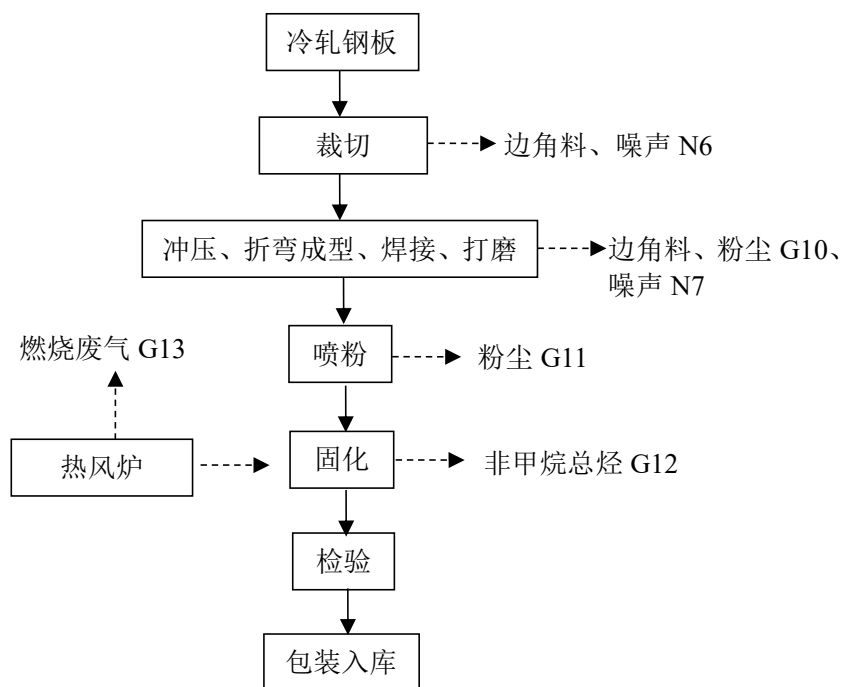 冷轧钢板
裁切
边角料、噪声 N6
冲压、折弯成型、焊接、打磨
边角料、粉尘 G10、
噪声 N7
喷粉
粉尘 G11
燃烧废气 G13
热风炉
固化
非甲烷总烃 G12
检验
包装入库